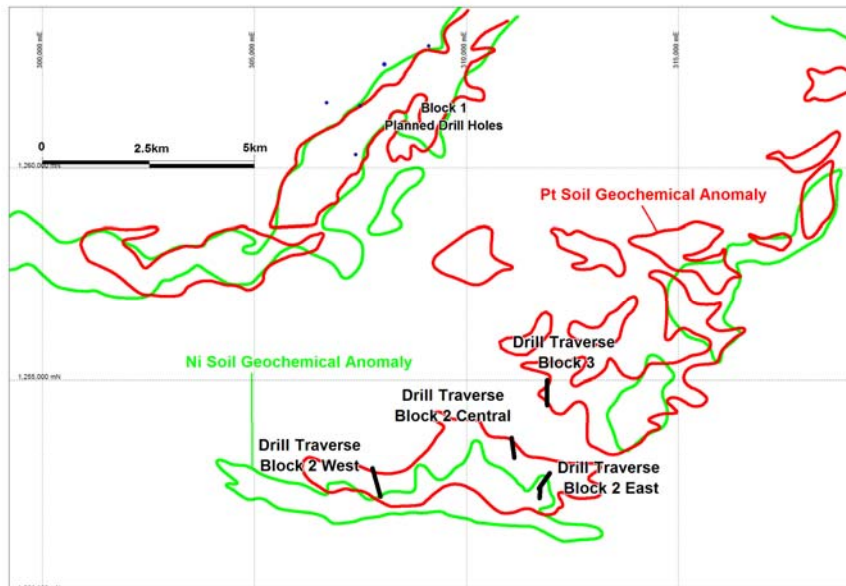 300,000 mE
305,000 mE
310,000 mE
315,000 mE
Block 1
Planned Drill Holes
0
2.5km
5km
1,260,000 mN
Pt Soil Geochemical Anomaly
Drill Traverse
Block 3
Ni Soil Geochemical Anomaly
1,255,000 mN
Drill Traverse
Block 2 Central
Drill Traverse
Block 2 West
Drill Traverse
Block 2 East